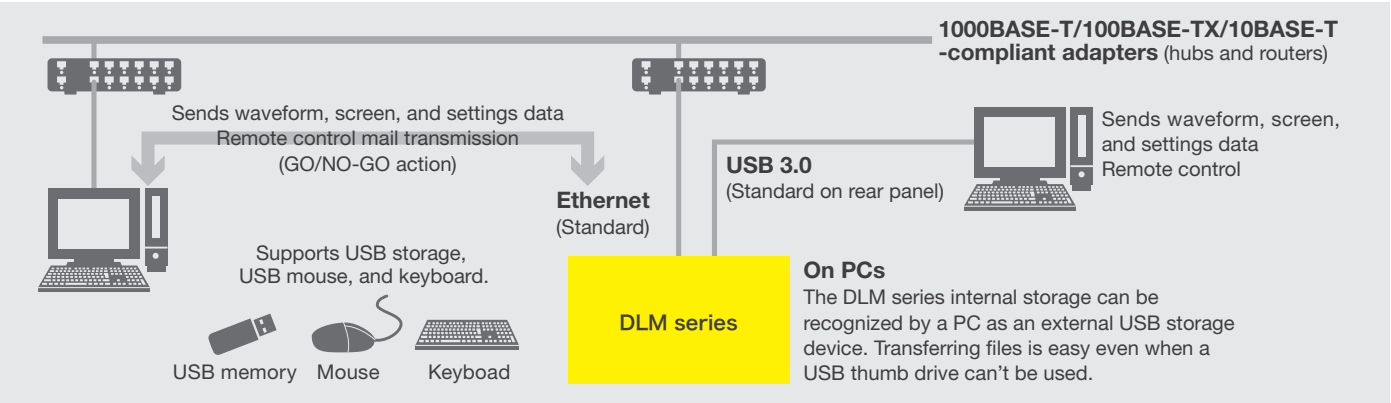 1000BASE-T/100BASE-TX/10BASE-T
-compliant adapters (hubs and routers)
Sends waveform, screen, and settings data
Remote control mail transmission
(GO/NO-GO action)
Ethernet
(Standard)
USB 3.0
(Standard on rear panel)
Sends waveform, screen,
and settings data
Remote control
Supports USB storage,
USB mouse, and keyboard.
USB memory
Mouse
Keyboad
DLM series
On PCs
The DLM series internal storage can be
recognized by a PC as an external USB storage
device. Transferring files is easy even when a
USB thumb drive can’t be used.